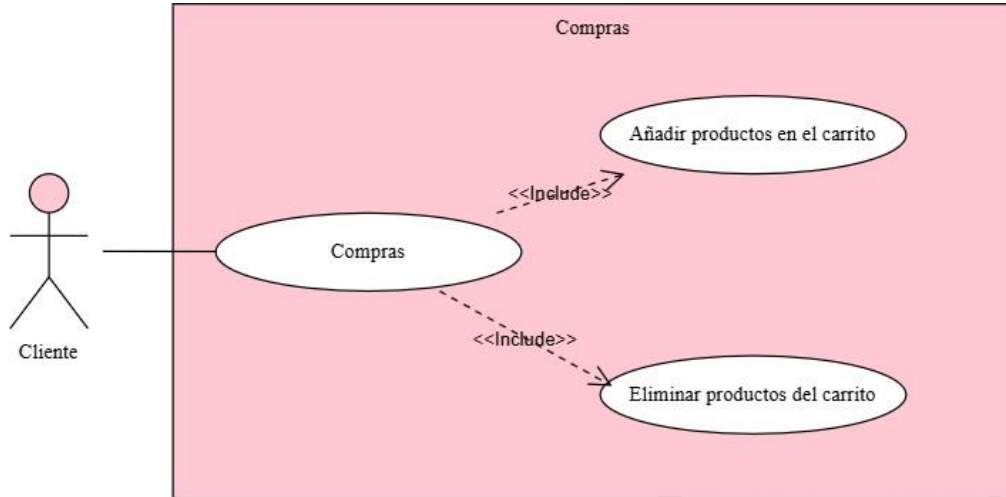 Compras
Añadir productos en el carrito
<<Include>>
Compras
<<Include>>
Cliente
Eliminar productos del carrito